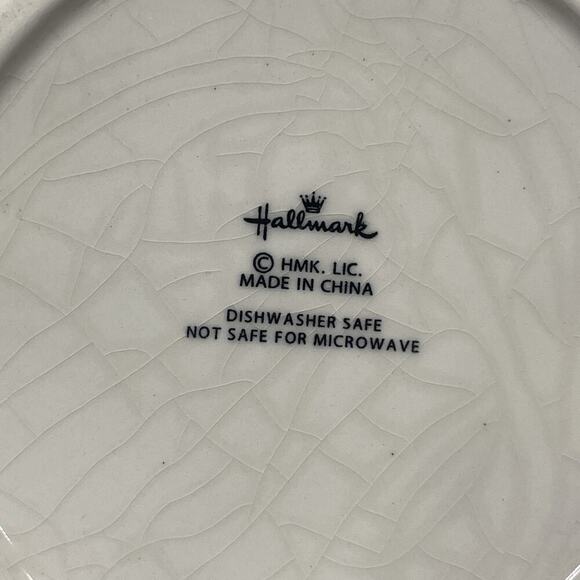 Hallmark
© HMK. LIC.
MADE IN CHINA
DISHWASHER SAFE
NOT SAFE FOR MICROWAVE